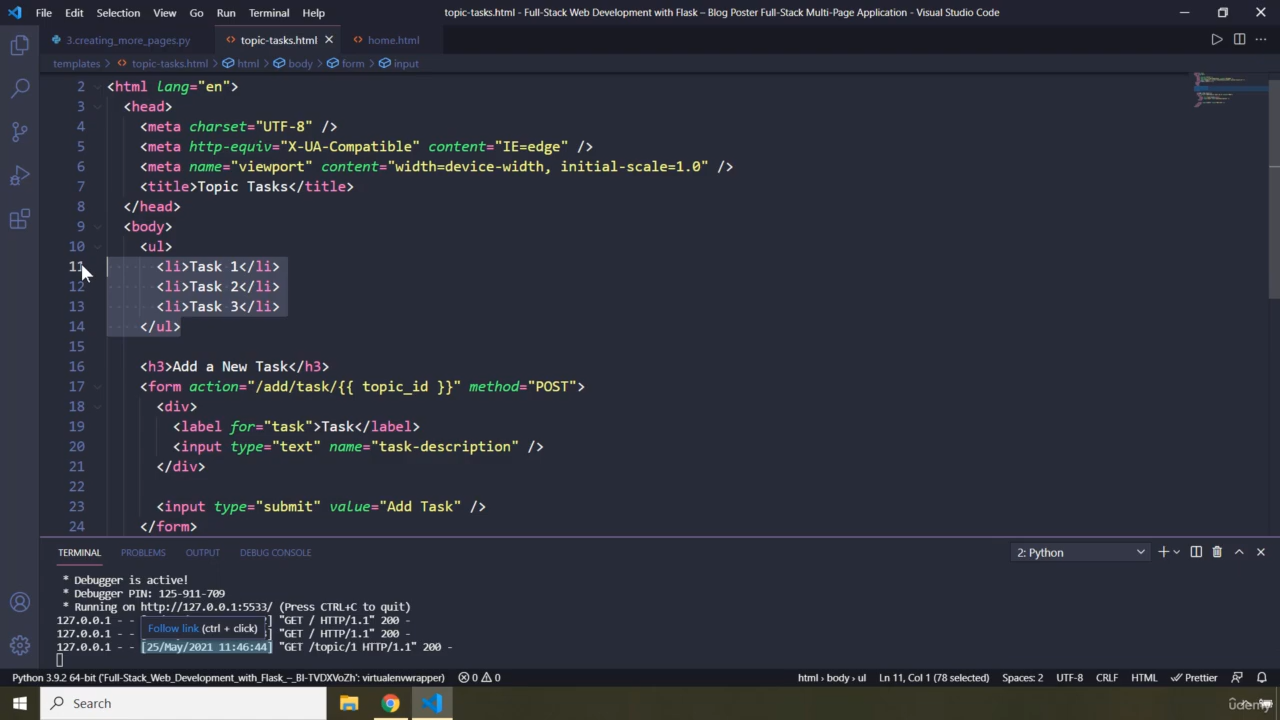 File Edit Selection View Go Run Terminal Help topic-tasks.html - Full-Stack Web Development with Flask – Blog Poster Full-Stack Multi-Page Application - Visual Studio Code
3.creating_more_pages.py topic-tasks.html home.html
templates > topic-tasks.html > html > body > form > input
2 <html lang="en">
3 <head>
4 <meta charset="UTF-8" />
5 <meta http-equiv="X-UA-Compatible" content="IE=edge" />
6 <meta name="viewport" content="width=device-width, initial-scale=1.0" />
7 <title>Topic Tasks</title>
8 </head>
9 <body>
10 <ul>
11 <li>Task 1</li>
12 <li>Task 2</li>
13 <li>Task 3</li>
14 </ul>
15
16 <h3>Add a New Task</h3>
17 <form action="/add/task/{{ topic_id }}" method="POST">
18 <div>
19 <label for="task">Task</label>
20 <input type="text" name="task-description" />
21 </div>
22
23 <input type="submit" value="Add Task" />
24 </form>
TERMINAL PROBLEMS OUTPUT DEBUG CONSOLE 2: Python
* Debugger is active!
* Debugger PIN: 125-911-709
* Running on http://127.0.0.1:5533/ (Press CTRL+C to quit)
127.0.0.1 - - ] "GET / HTTP/1.1" 200 -
Follow link (ctrl + click)
127.0.0.1 - - ] "GET / HTTP/1.1" 200 -
127.0.0.1 - - [25/May/2021 11:46:44] "GET /topic/1 HTTP/1.1" 200 -
Python 3.9.2 64-bit ('Full-Stack_Web_Development_with_Flask_–_Bl-TVDXVoZh': virtualenvwrapper) 0 0 html > body > ul Ln 11, Col 1 (78 selected) Spaces: 2 UTF-8 CRLF HTML Prettier
Search
udemy